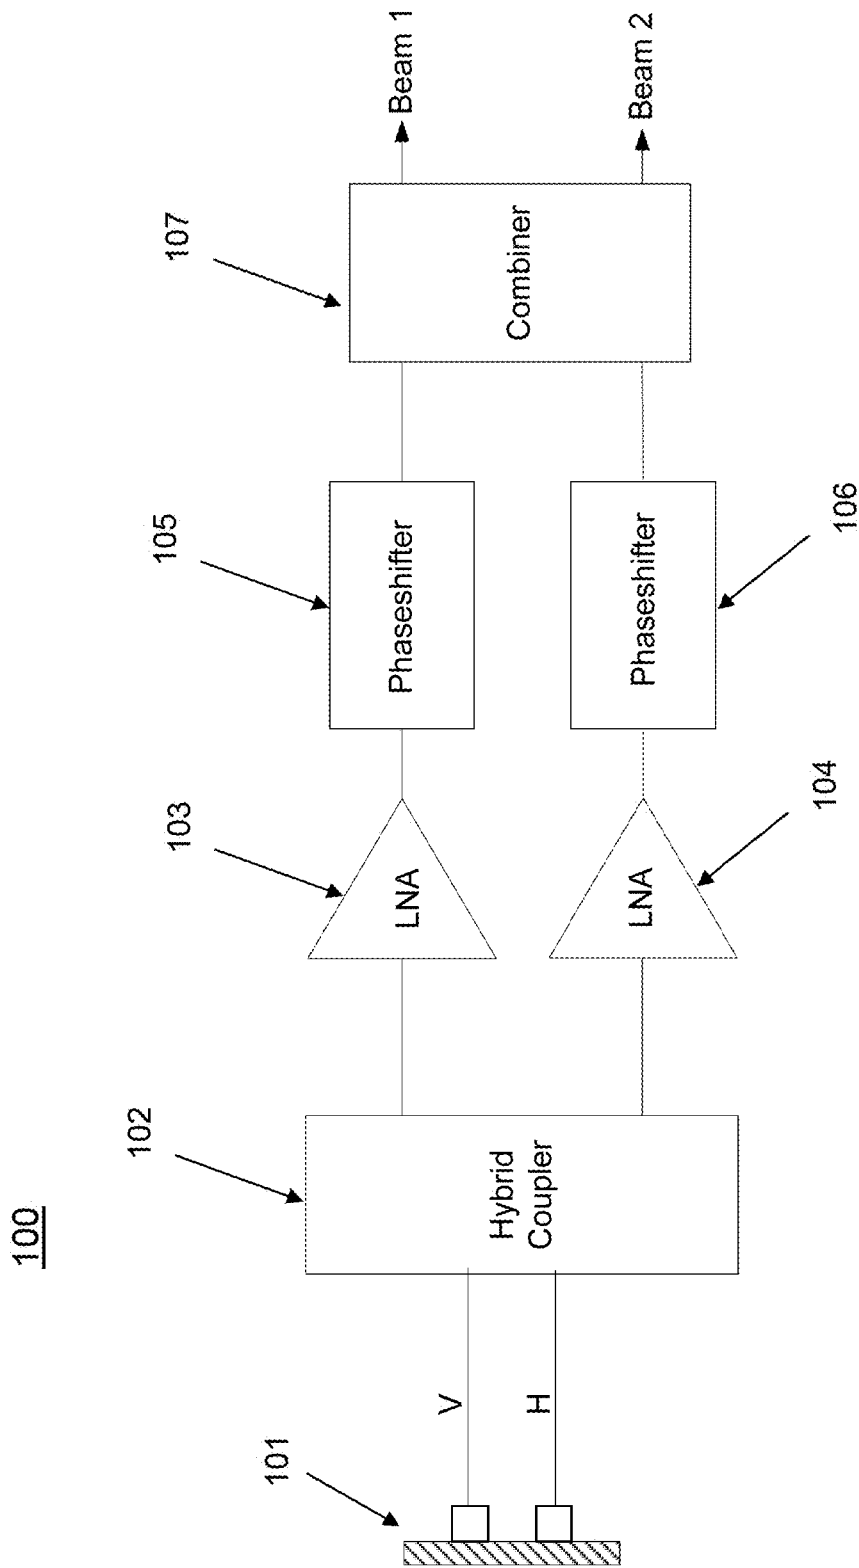 100
101
V
H
102
Hybrid
Coupler
103
LNA
104
LNA
105
Phaseshifter
106
Phaseshifter
107
Combiner
Beam 1
Beam 2